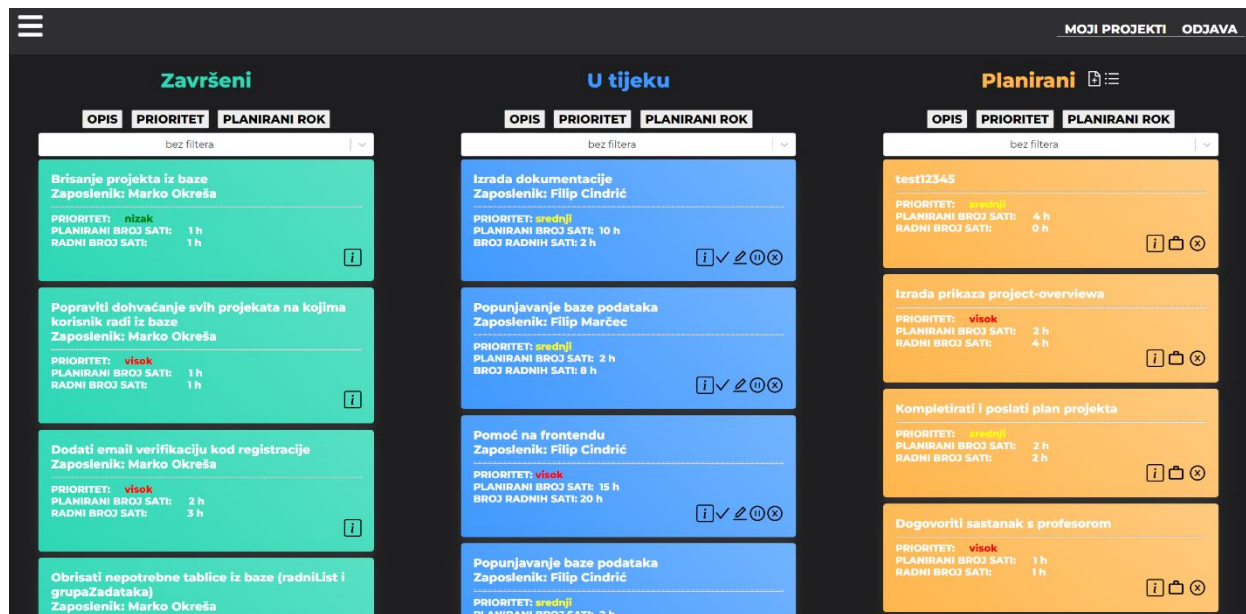 MOJI PROJEKTI ODJAVA
Završeni
OPIS PRIORITET PLANIRANI ROK
bez filtera
Brisanje projekta iz baze
Zaposlenik: Marko Okreša
PRIORITET: nizak
PLANIRANI BROJ SATI: 1 h
RADNI BROJ SATI: 1 h
Popraviti dohvaćanje svih projekata na kojima
korisnik radi iz baze
Zaposlenik: Marko Okreša
PRIORITET: visok
PLANIRANI BROJ SATI: 1 h
RADNI BROJ SATI: 1 h
Dodati email verifikaciju kod registracije
Zaposlenik: Marko Okreša
PRIORITET: visok
PLANIRANI BROJ SATI: 2 h
RADNI BROJ SATI: 3 h
Obrisati nepotrebne tablice iz baze (radniList i
grupaZadataka)
Zaposlenik: Marko Okreša
U tijeku
OPIS PRIORITET PLANIRANI ROK
bez filtera
Izrada dokumentacije
Zaposlenik: Filip Cindrić
PRIORITET: srednji
PLANIRANI BROJ SATI: 10 h
BROJ RADNIH SATI: 2 h
Popunjavanje baze podataka
Zaposlenik: Filip Marčec
PRIORITET: srednji
PLANIRANI BROJ SATI: 2 h
BROJ RADNIH SATI: 8 h
Pomoć na frontendu
Zaposlenik: Filip Cindrić
PRIORITET: visok
PLANIRANI BROJ SATI: 15 h
BROJ RADNIH SATI: 20 h
Popunjavanje baze podataka
Zaposlenik: Filip Cindrić
PRIORITET: srednji
PLANIRANI BROJ SATI: 2 h
Planirani
OPIS PRIORITET PLANIRANI ROK
bez filtera
test12345
PRIORITET: srednji
PLANIRANI BROJ SATI: 4 h
RADNI BROJ SATI: 0 h
Izrada prikaza project-overviewa
PRIORITET: visok
PLANIRANI BROJ SATI: 2 h
RADNI BROJ SATI: 4 h
Kompletirati i poslati plan projekta
PRIORITET: srednji
PLANIRANI BROJ SATI: 2 h
RADNI BROJ SATI: 2 h
Dogovoriti sastanak s profesorom
PRIORITET: visok
PLANIRANI BROJ SATI: 1 h
RADNI BROJ SATI: 1 h